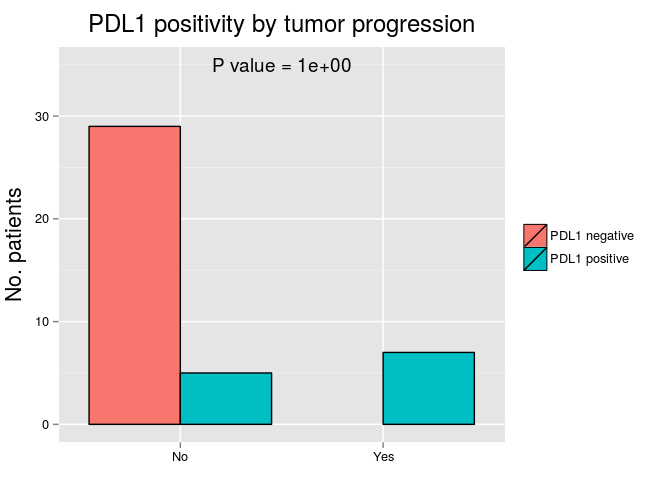 PDL1 positivity by tumor progression
P value = 1e+00
No. patients
30
20
10
0
No
Yes
PDL1 negative
PDL1 positive